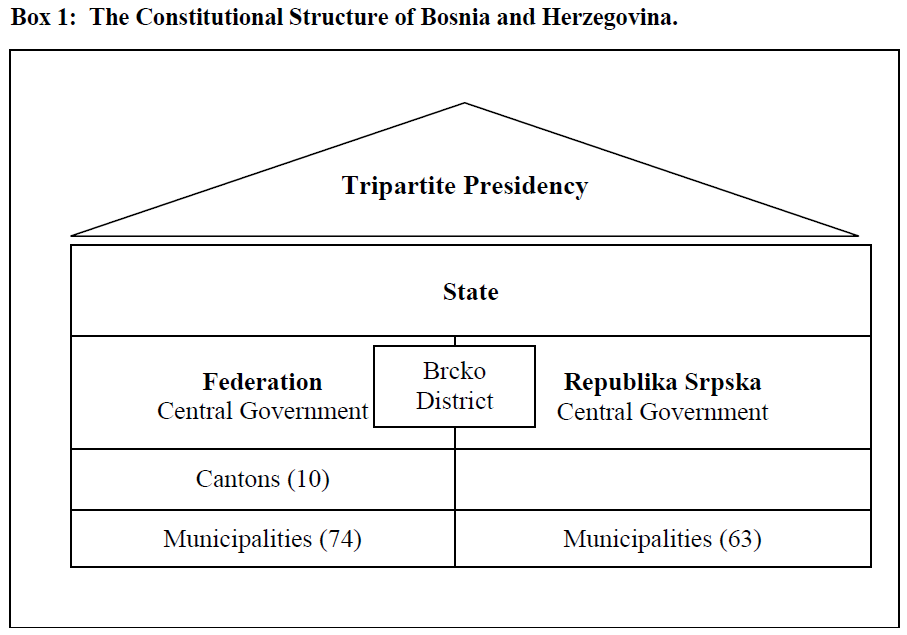 Box 1:  The Constitutional Structure of Bosnia and Herzegovina.
Tripartite Presidency
State
Federation
Central Government
Brcko
District
Republika Srpska
Central Government
Cantons (10)
Municipalities (74)
Municipalities (63)